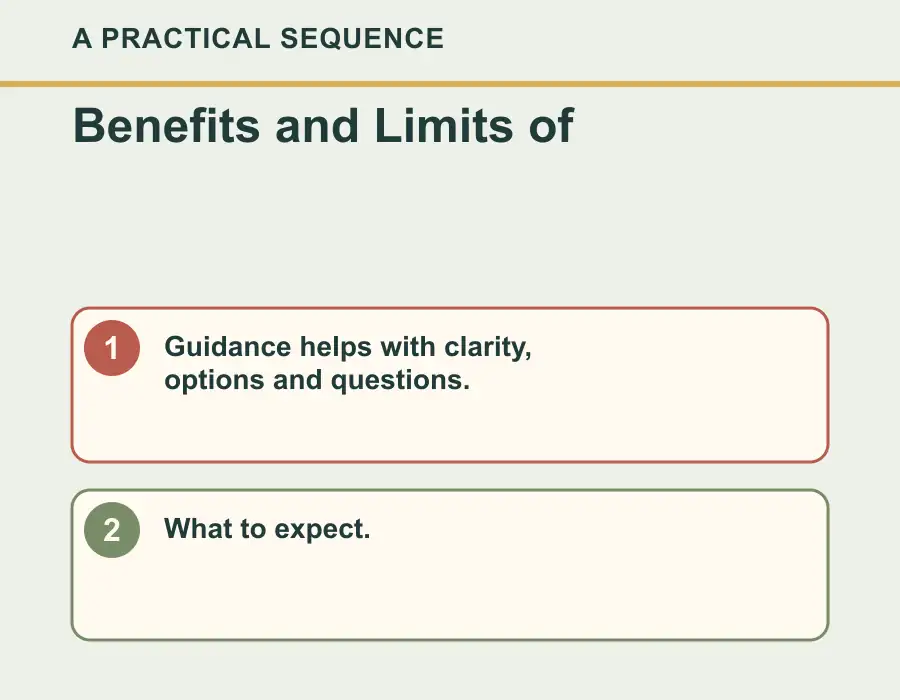 A PRACTICAL SEQUENCE
Benefits and Limits of
1
Guidance helps with clarity,
options and questions.
2
What to expect.